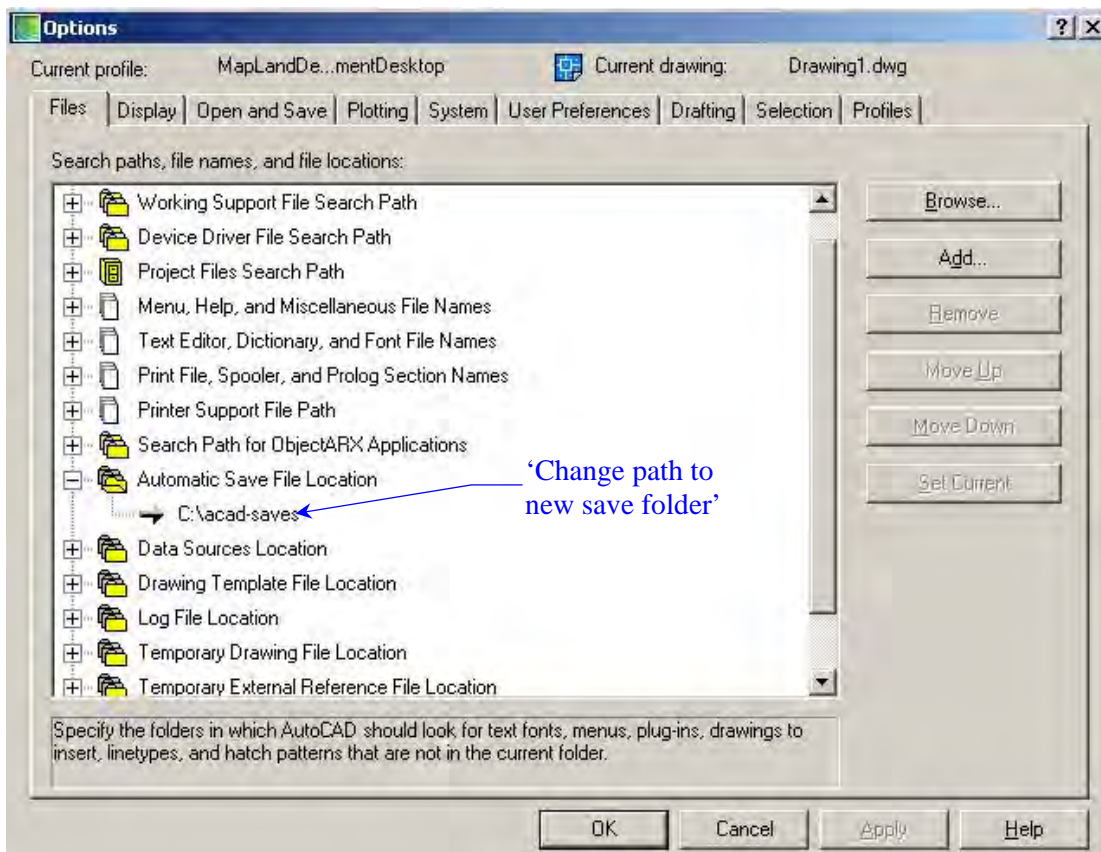 Options
Current profile: MapLandDe...mentDesktop Current drawing: Drawing1.dwg
Files Display Open and Save Plotting System User Preferences Drafting Selection Profiles
Search paths, file names, and file locations:
Working Support File Search Path
Device Driver File Search Path
Project Files Search Path
Menu, Help, and Miscellaneous File Names
Text Editor, Dictionary, and Font File Names
Print File, Spooler, and Prolog Section Names
Printer Support File Path
Search Path for ObjectARX Applications
Automatic Save File Location
C:\acad-saves
Data Sources Location
Drawing Template File Location
Log File Location
Temporary Drawing File Location
Temporary External Reference File Location
‘Change path to
new save folder’
Browse...
Add...
Remove
Move Up
Move Down
Set Current
Specify the folders in which AutoCAD should look for text fonts, menus, plug-ins, drawings to
insert, linetypes, and hatch patterns that are not in the current folder.
OK Cancel Apply Help